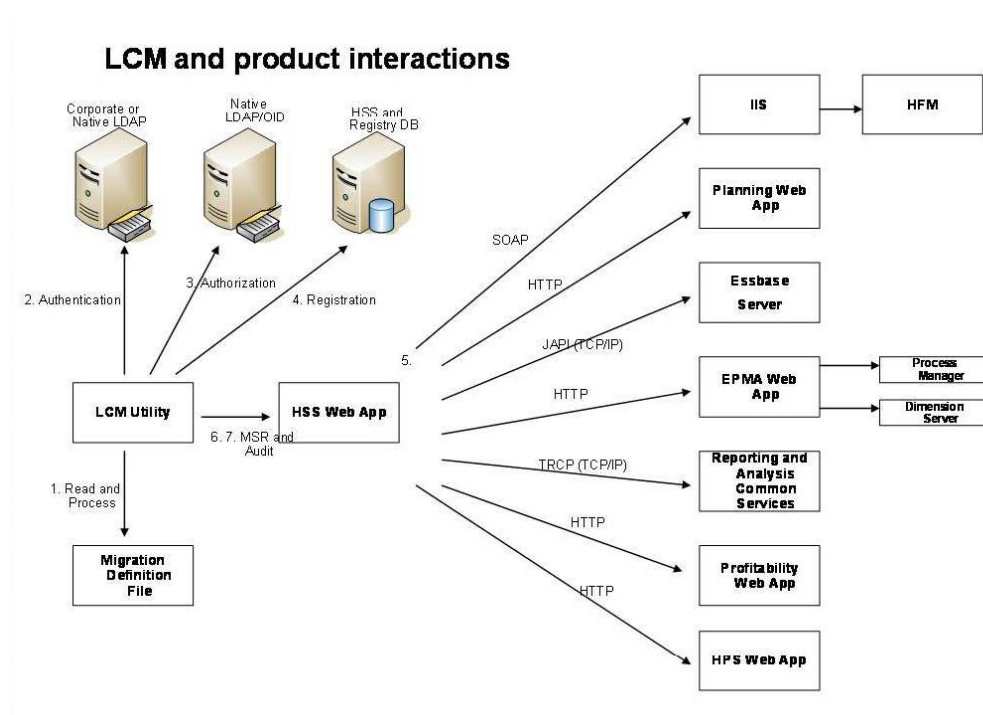 LCM and product interactions
Corporate or
Native LDAP
Native
LDAP/OID
HSS and
Registry DB
IIS
HFM
Planning Web
App
SOAP
3. Authorization
2. Authentication
4. Registration
HTTP
Essbase
Server
JAPI (TCP/IP)
5.
Process
Manager
EPMA Web
App
HTTP
Dimension
Server
LCM Utility
HSS Web App
6. 7. MSR and
Audit
TRCP (TCP/IP)
Reporting and
Analysis
Common
Services
1. Read and
Process
HTTP
Migration
Definition
File
Profitability
Web App
HTTP
HPS Web App